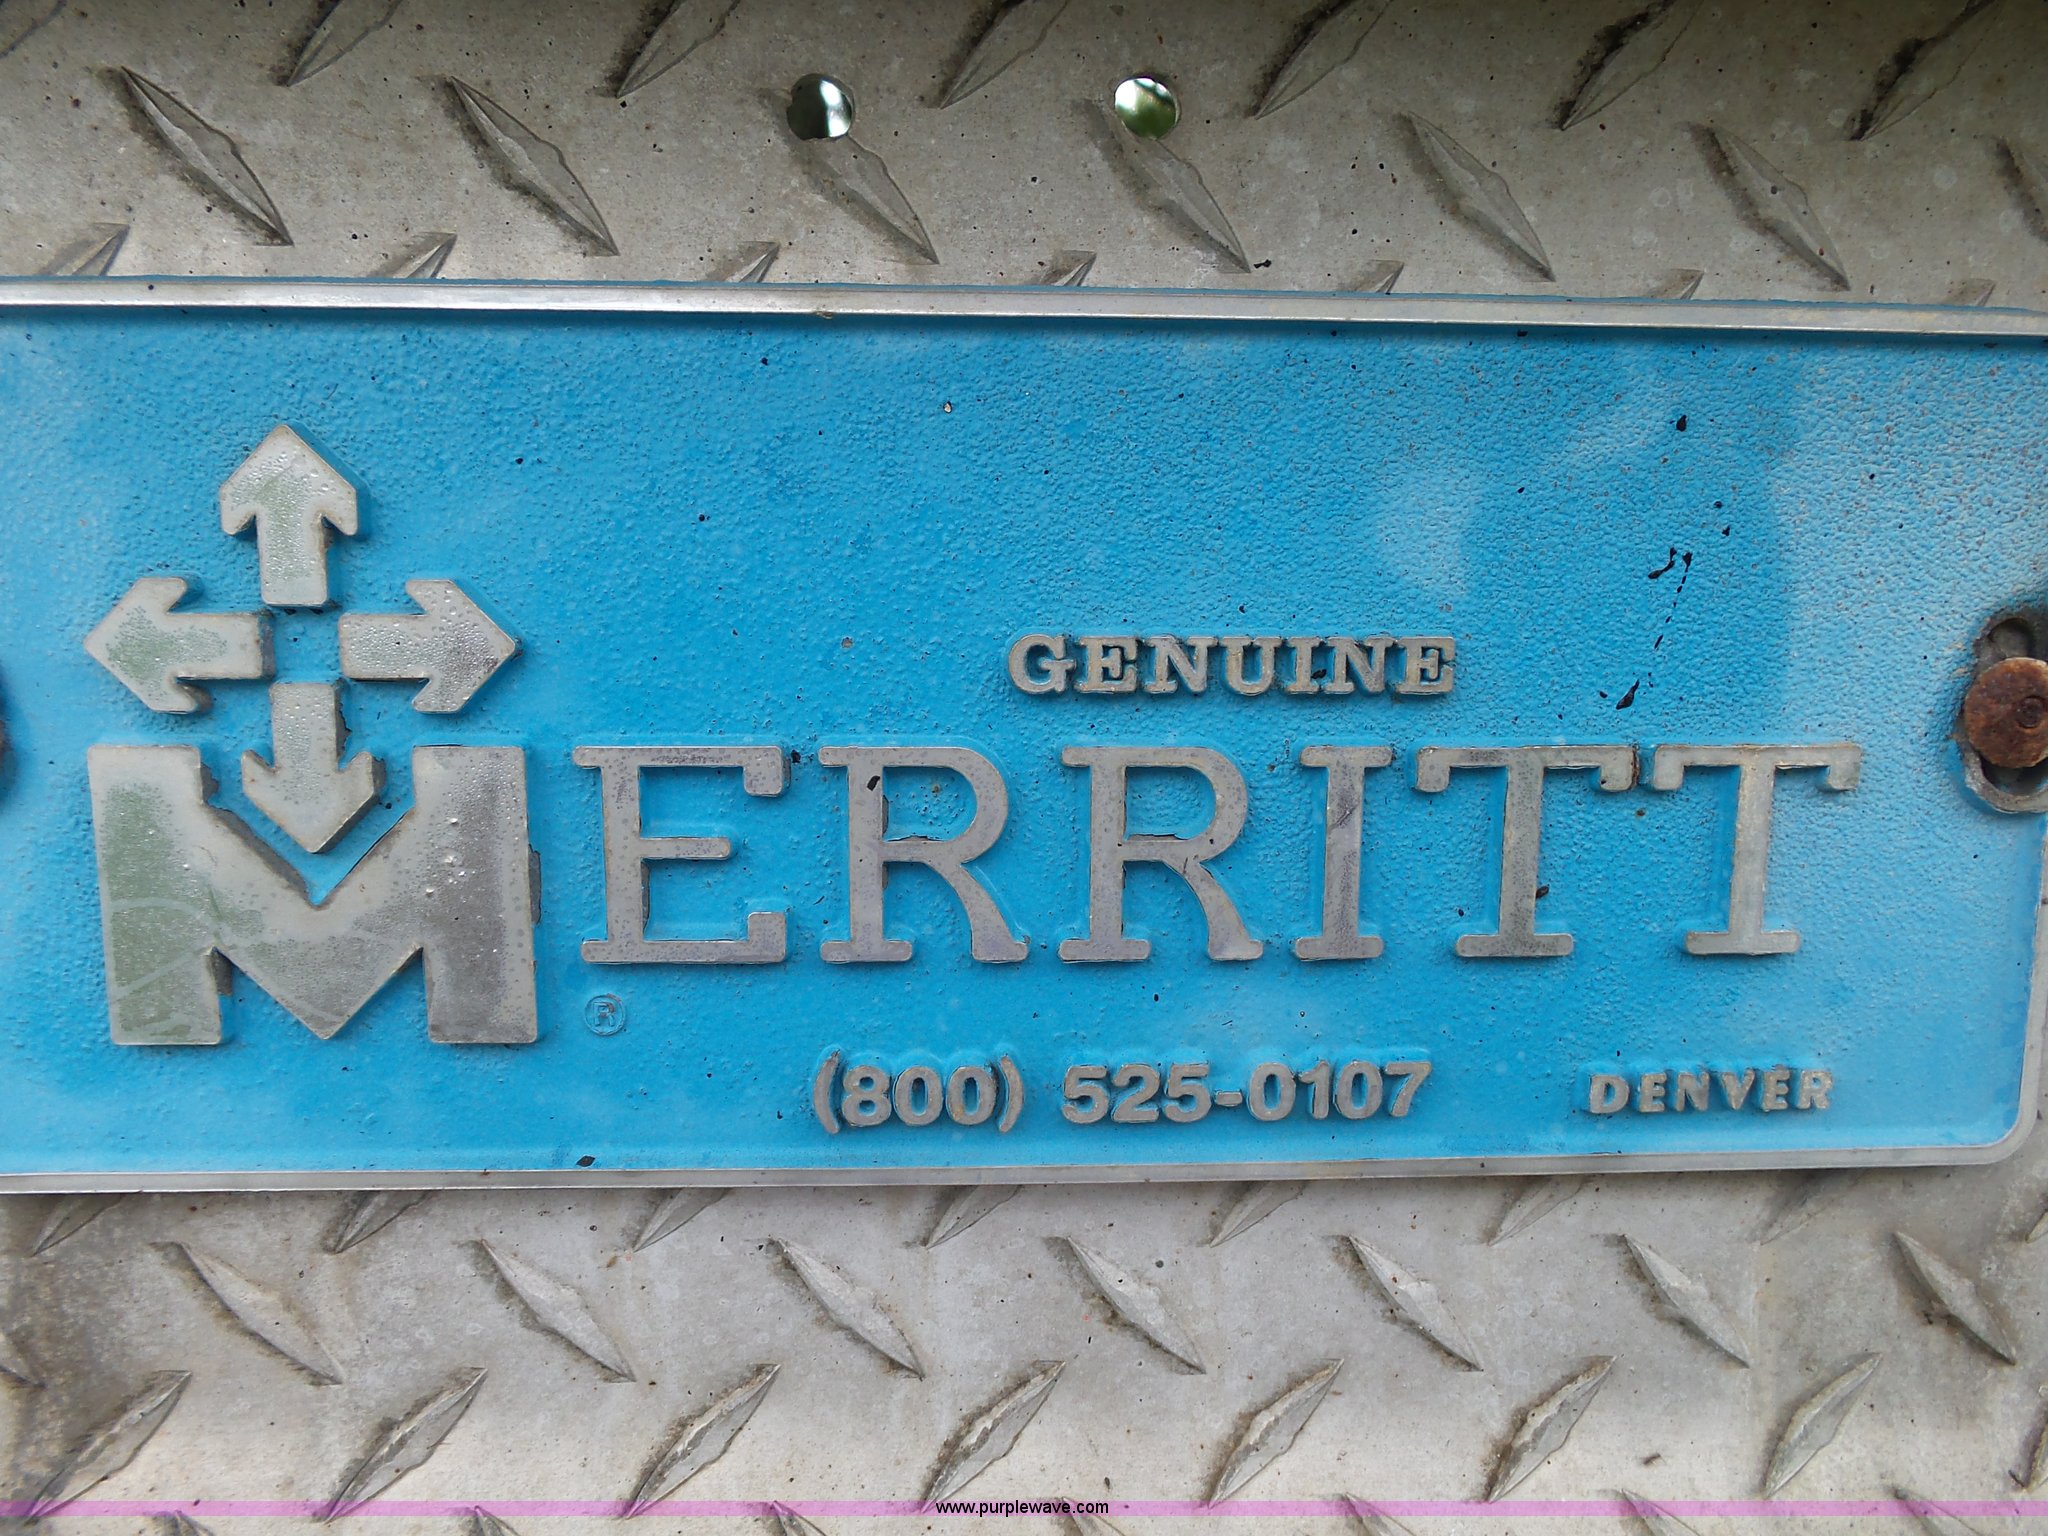 GENUINE
MERRITT
®
(800) 525-0107 DENVER
www.purplewave.com